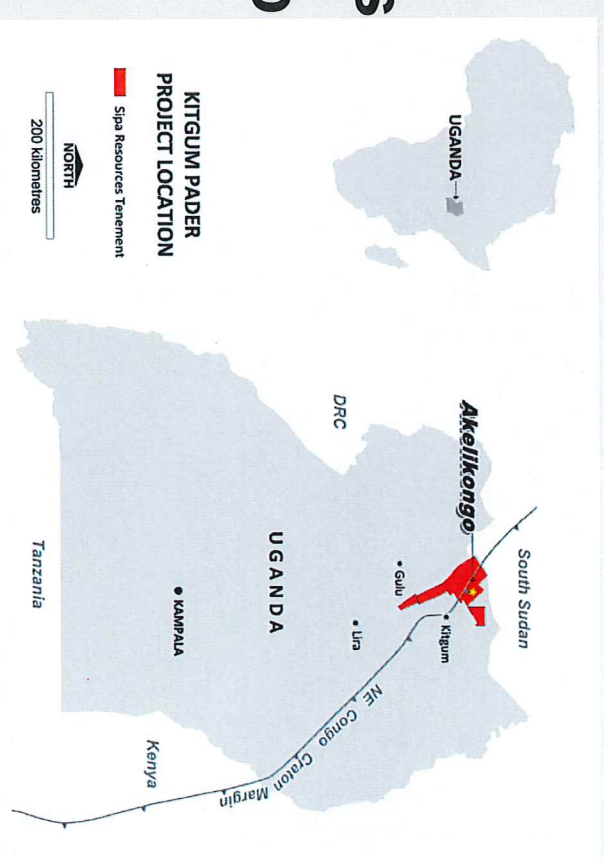 UGANDA
KITGUM PADER
PROJECT LOCATION
Sipa Resources Tenement
NORTH
200 kilometres
Akelikongo
South Sudan
DRC
Kitgum
Gulu
Lira
UGANDA
NE Congo Craton Margin
KAMPALA
Kenya
Tanzania